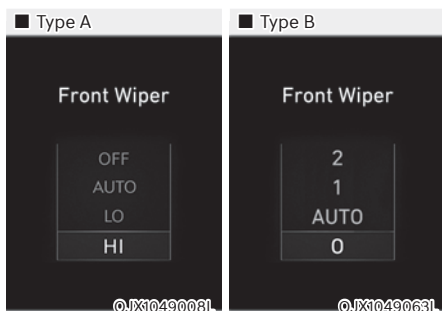 ■ Type A
Front Wiper
OFF
AUTO
LO
HI
OJX1049008L
■ Type B
Front Wiper
2
1
AUTO
0
OJX1049063L